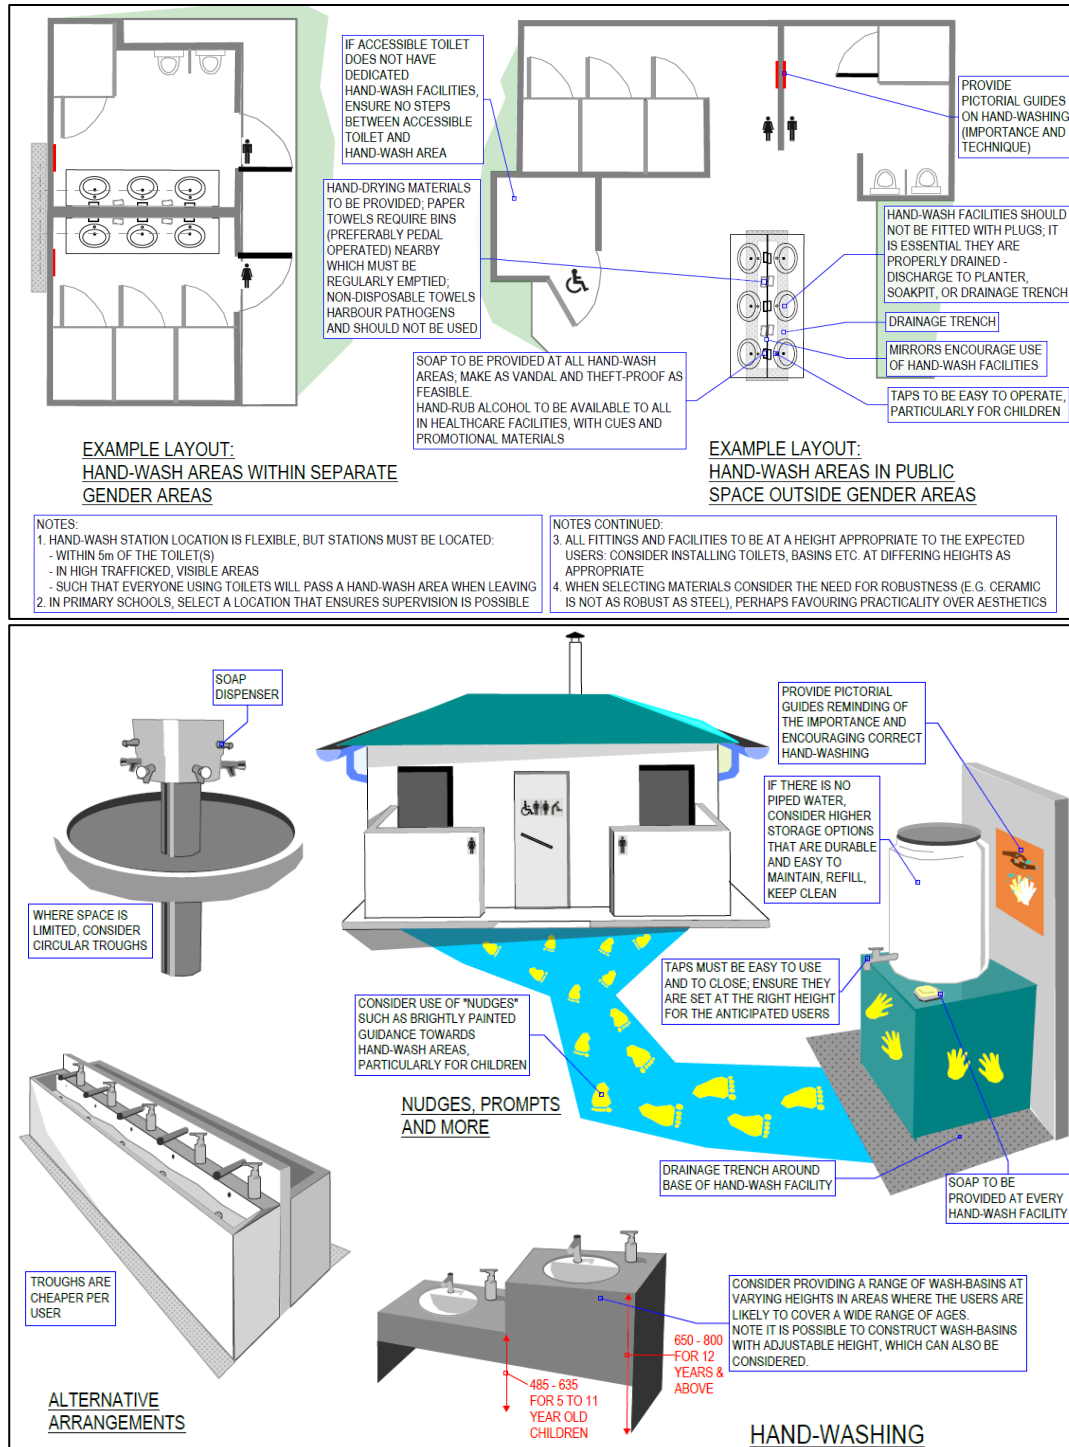 IF ACCESSIBLE TOILET
DOES NOT HAVE
DEDICATED
HAND-WASH FACILITIES,
ENSURE NO STEPS
BETWEEN ACCESSIBLE
TOILET AND
HAND-WASH AREA
PROVIDE
PICTORIAL GUIDES
ON HAND-WASHING
(IMPORTANCE AND
TECHNIQUE)
HAND-DRYING MATERIALS
TO BE PROVIDED; PAPER
TOWELS REQUIRE BINS
(PREFERABLY PEDAL
OPERATED) NEARBY
WHICH MUST BE
REGULARLY EMPTIED;
NON-DISPOSABLE TOWELS
HARBOUR PATHOGENS
AND SHOULD NOT BE USED
HAND-WASH FACILITIES SHOULD
NOT BE FITTED WITH PLUGS; IT
IS ESSENTIAL THEY ARE
PROPERLY DRAINED -
DISCHARGE TO PLANTER,
SOAKPIT, OR DRAINAGE TRENCH
DRAINAGE TRENCH
MIRRORS ENCOURAGE USE
OF HAND-WASH FACILITIES
TAPS TO BE EASY TO OPERATE,
PARTICULARLY FOR CHILDREN
SOAP TO BE PROVIDED AT ALL HAND-WASH
AREAS; MAKE AS VANDAL AND THEFT-PROOF AS
FEASIBLE.
HAND-RUB ALCOHOL TO BE AVAILABLE TO ALL
IN HEALTHCARE FACILITIES, WITH CUES AND
PROMOTIONAL MATERIALS
EXAMPLE LAYOUT:
HAND-WASH AREAS WITHIN SEPARATE
GENDER AREAS
EXAMPLE LAYOUT:
HAND-WASH AREAS IN PUBLIC
SPACE OUTSIDE GENDER AREAS
NOTES:
1. HAND-WASH STATION LOCATION IS FLEXIBLE, BUT STATIONS MUST BE LOCATED:
- WITHIN 5m OF THE TOILET(S)
- IN HIGH TRAFFICKED, VISIBLE AREAS
- SUCH THAT EVERYONE USING TOILETS WILL PASS A HAND-WASH AREA WHEN LEAVING
2. IN PRIMARY SCHOOLS, SELECT A LOCATION THAT ENSURES SUPERVISION IS POSSIBLE
NOTES CONTINUED:
3. ALL FITTINGS AND FACILITIES TO BE AT A HEIGHT APPROPRIATE TO THE EXPECTED
USERS: CONSIDER INSTALLING TOILETS, BASINS ETC. AT DIFFERING HEIGHTS AS
APPROPRIATE
4. WHEN SELECTING MATERIALS CONSIDER THE NEED FOR ROBUSTNESS (E.G. CERAMIC
IS NOT AS ROBUST AS STEEL), PERHAPS FAVOURING PRACTICALITY OVER AESTHETICS
SOAP
DISPENSER
WHERE SPACE IS
LIMITED, CONSIDER
CIRCULAR TROUGHS
PROVIDE PICTORIAL
GUIDES REMINDING OF
THE IMPORTANCE AND
ENCOURAGING CORRECT
HAND-WASHING
IF THERE IS NO
PIPED WATER,
CONSIDER HIGHER
STORAGE OPTIONS
THAT ARE DURABLE
AND EASY TO
MAINTAIN, REFILL,
KEEP CLEAN
TAPS MUST BE EASY TO USE
AND TO CLOSE; ENSURE THEY
ARE SET AT THE RIGHT HEIGHT
FOR THE ANTICIPATED USERS
CONSIDER USE OF "NUDGES"
SUCH AS BRIGHTLY PAINTED
GUIDANCE TOWARDS
HAND-WASH AREAS,
PARTICULARLY FOR CHILDREN
NUDGES, PROMPTS
AND MORE
DRAINAGE TRENCH AROUND
BASE OF HAND-WASH FACILITY
SOAP TO BE
PROVIDED AT EVERY
HAND-WASH FACILITY
TROUGHS ARE
CHEAPER PER
USER
CONSIDER PROVIDING A RANGE OF WASH-BASINS AT
VARYING HEIGHTS IN AREAS WHERE THE USERS ARE
LIKELY TO COVER A WIDE RANGE OF AGES.
NOTE IT IS POSSIBLE TO CONSTRUCT WASH-BASINS
WITH ADJUSTABLE HEIGHT, WHICH CAN ALSO BE
CONSIDERED.
650 - 800
FOR 12
YEARS &
ABOVE
485 - 635
FOR 5 TO 11
YEAR OLD
CHILDREN
ALTERNATIVE
ARRANGEMENTS
HAND-WASHING